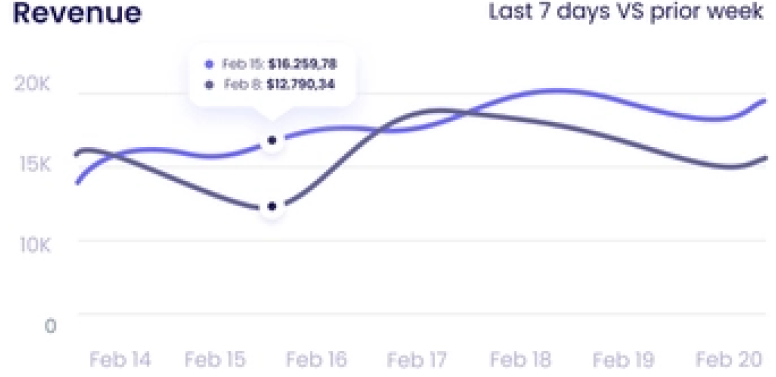 Revenue
Last 7 days VS prior week
Feb 15: $16.259,78
Feb 8: $12.790,34
20K
15K
10K
0
Feb 14 Feb 15 Feb 16 Feb 17 Feb 18 Feb 19 Feb 20